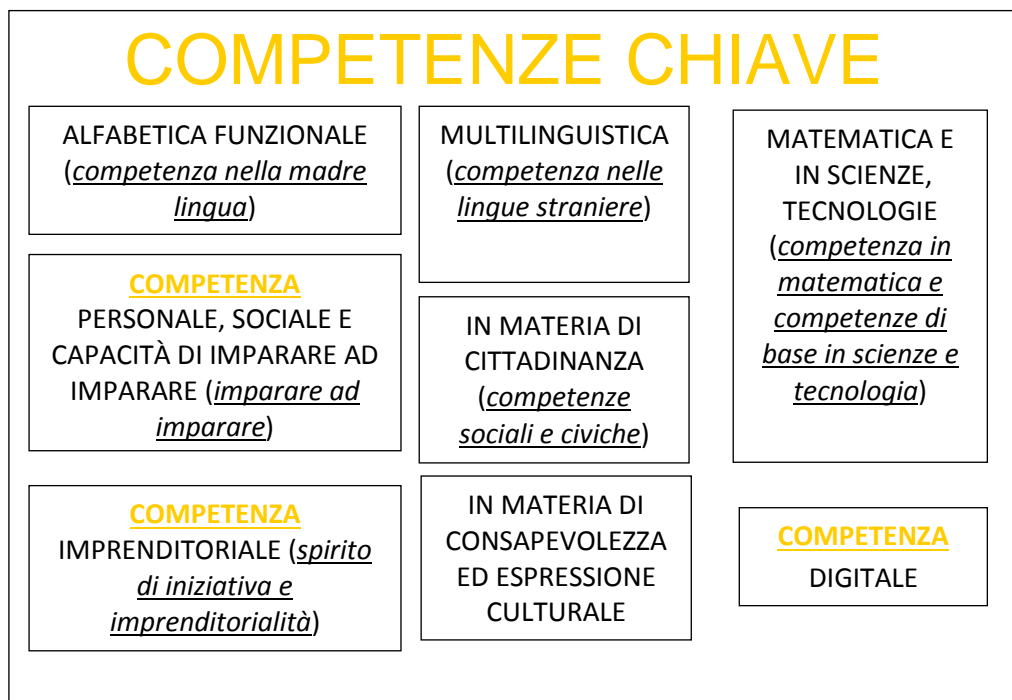 COMPETENZE CHIAVE
ALFABETICA FUNZIONALE
(competenza nella madre
lingua)
MULTILINGUISTICA
(competenza nelle
lingue straniere)
MATEMATICA E
IN SCIENZE,
TECNOLOGIE
(competenza in
matematica e
competenze di
base in scienze e
tecnologia)
COMPETENZA
PERSONALE, SOCIALE E
CAPACITÀ DI IMPARARE AD
IMPARARE (imparare ad
imparare)
IN MATERIA DI
CITTADINANZA
(competenze
sociali e civiche)
COMPETENZA
IMPRENDITORIALE (spirito
di iniziativa e
imprenditorialità)
IN MATERIA DI
CONSAPEVOLEZZA
ED ESPRESSIONE
CULTURALE
COMPETENZA
DIGITALE